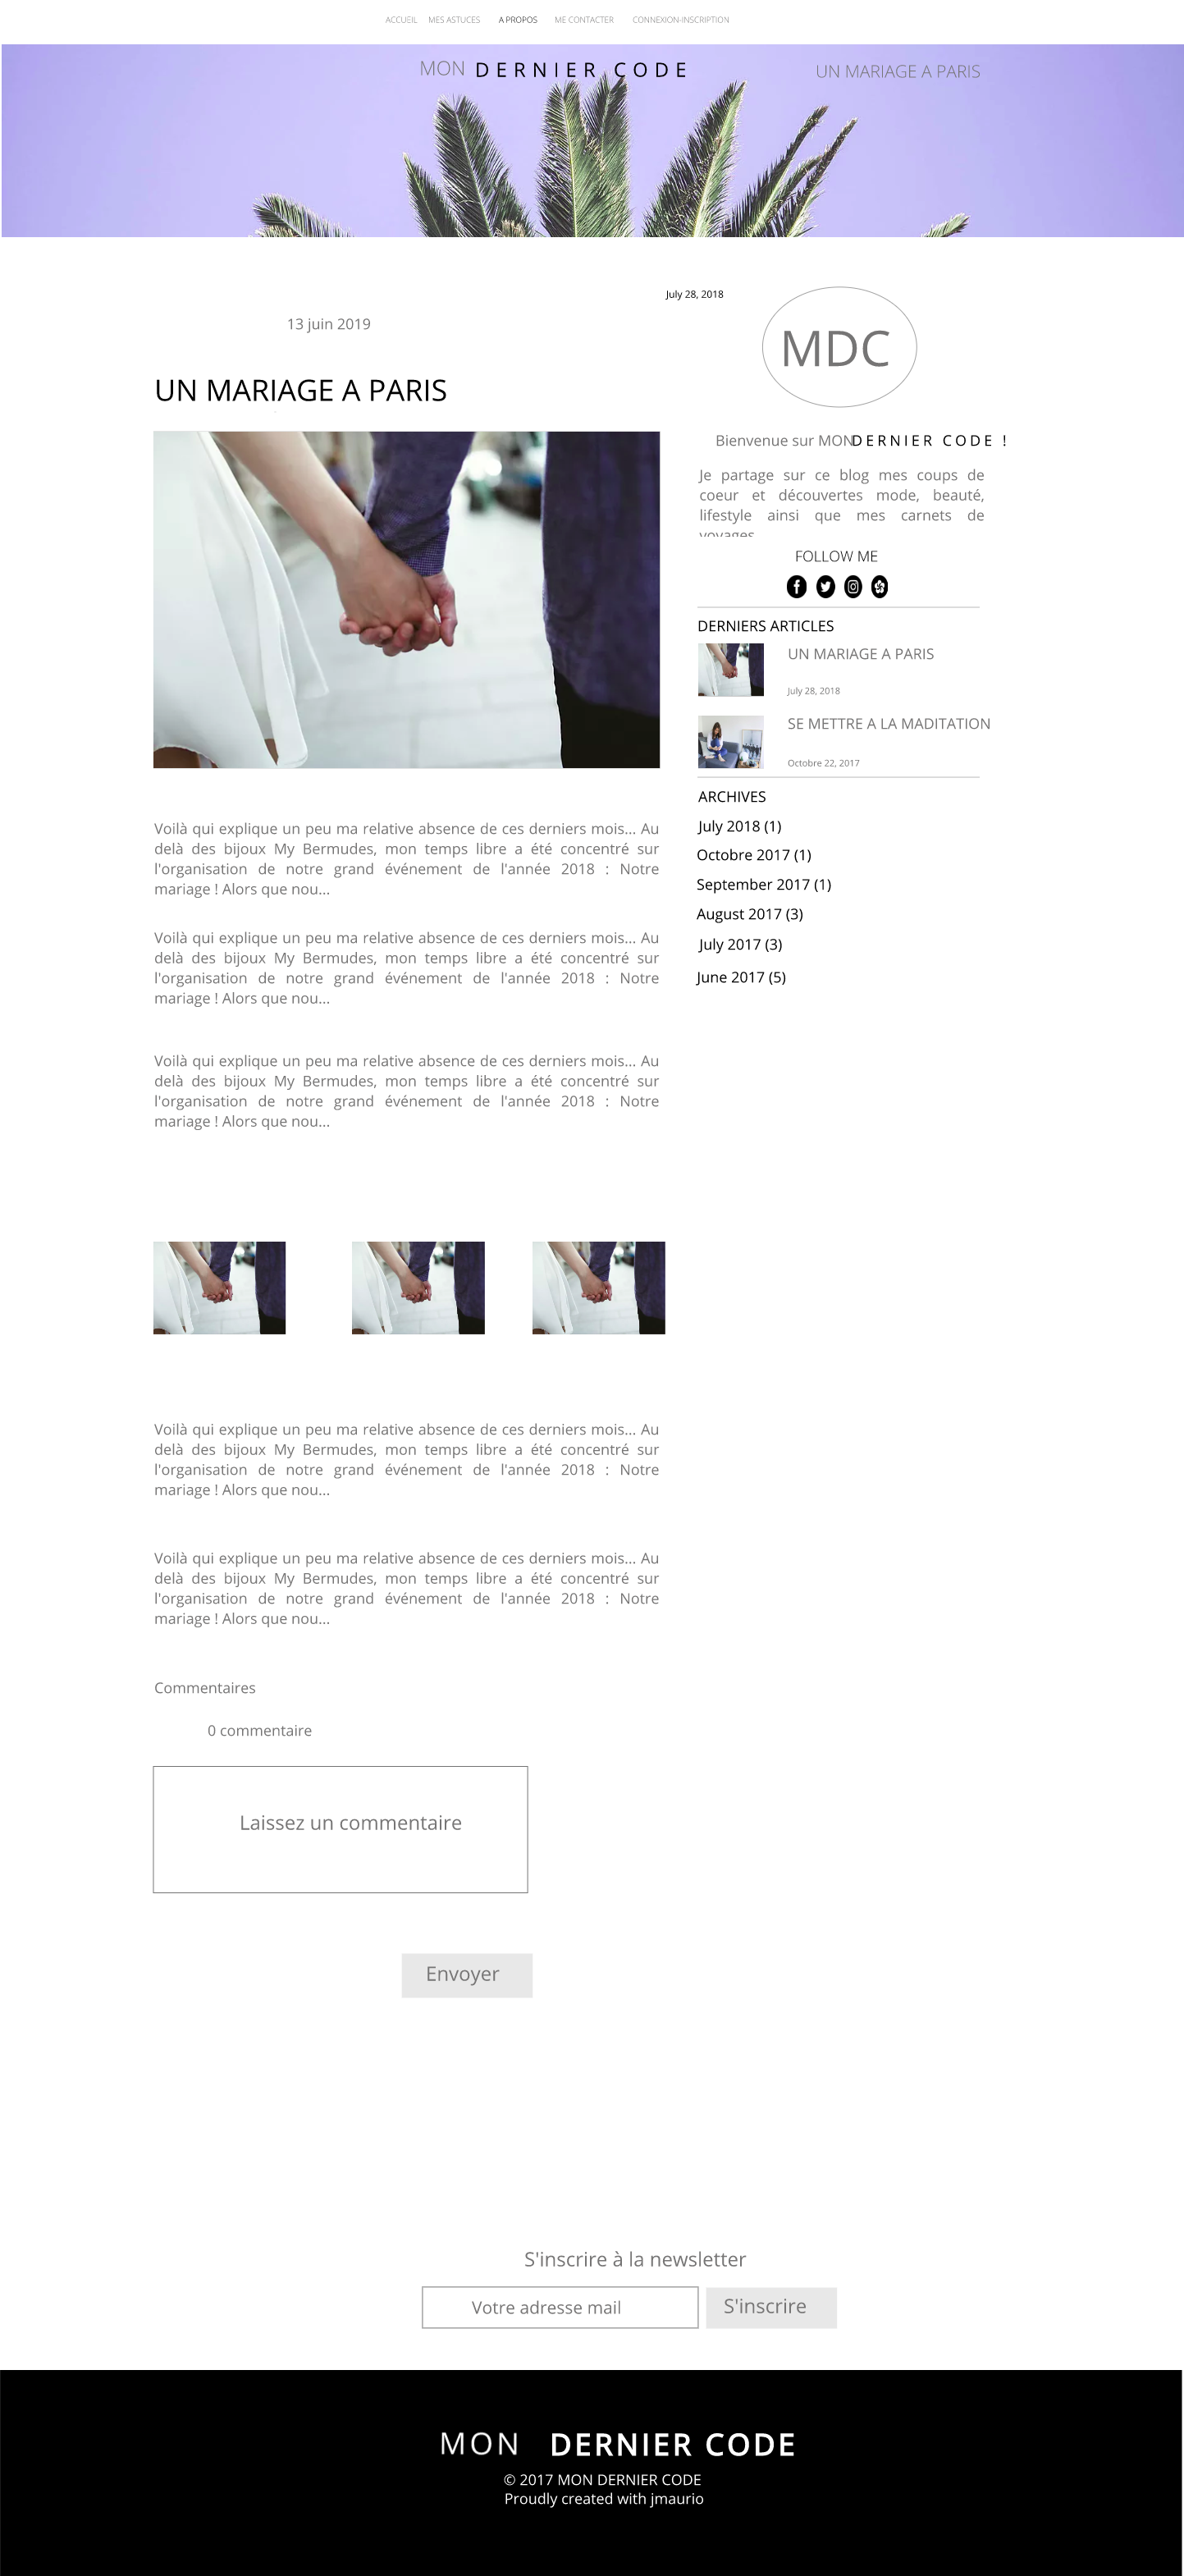 ACCUEIL MES ASTUCES A PROPOS ME CONTACTER CONNEXION-INSCRIPTION
MON DERNIER CODE
UN MARIAGE A PARIS
July 28, 2018
13 juin 2019
MDC
UN MARIAGE A PARIS
Bienvenue sur MON DERNIER CODE !
Je partage sur ce blog mes coups de
coeur et découvertes mode, beauté,
lifestyle ainsi que mes carnets de
voyages
FOLLOW ME
DERNIERS ARTICLES
UN MARIAGE A PARIS
July 28, 2018
SE METTRE A LA MADITATION
Octobre 22, 2017
ARCHIVES
July 2018 (1)
Octobre 2017 (1)
September 2017 (1)
August 2017 (3)
July 2017 (3)
June 2017 (5)
Voilà qui explique un peu ma relative absence de ces derniers mois... Au
delà des bijoux My Bermudes, mon temps libre a été concentré sur
l'organisation de notre grand événement de l'année 2018 : Notre
mariage ! Alors que nou...
Voilà qui explique un peu ma relative absence de ces derniers mois... Au
delà des bijoux My Bermudes, mon temps libre a été concentré sur
l'organisation de notre grand événement de l'année 2018 : Notre
mariage ! Alors que nou...
Voilà qui explique un peu ma relative absence de ces derniers mois... Au
delà des bijoux My Bermudes, mon temps libre a été concentré sur
l'organisation de notre grand événement de l'année 2018 : Notre
mariage ! Alors que nou...
Voilà qui explique un peu ma relative absence de ces derniers mois... Au
delà des bijoux My Bermudes, mon temps libre a été concentré sur
l'organisation de notre grand événement de l'année 2018 : Notre
mariage ! Alors que nou...
Voilà qui explique un peu ma relative absence de ces derniers mois... Au
delà des bijoux My Bermudes, mon temps libre a été concentré sur
l'organisation de notre grand événement de l'année 2018 : Notre
mariage ! Alors que nou...
Commentaires
0 commentaire
Laissez un commentaire
Envoyer
S'inscrire à la newsletter
Votre adresse mail
S'inscrire
MON DERNIER CODE
© 2017 MON DERNIER CODE
Proudly created with jmaurio